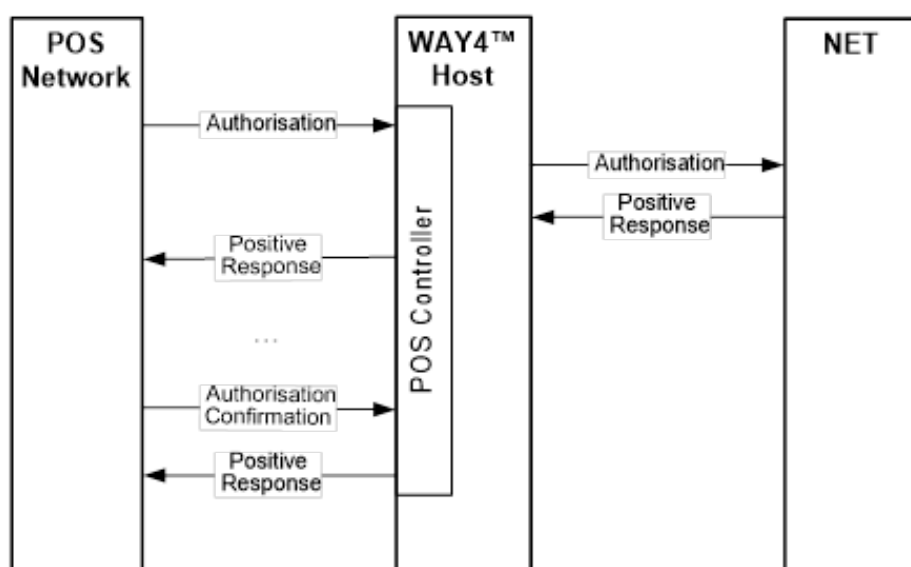 POS
Network
WAY4™
Host
NET
Authorisation
Authorisation
Positive
Response
Positive
Response
POS Controller
...
Authorisation
Confirmation
Positive
Response